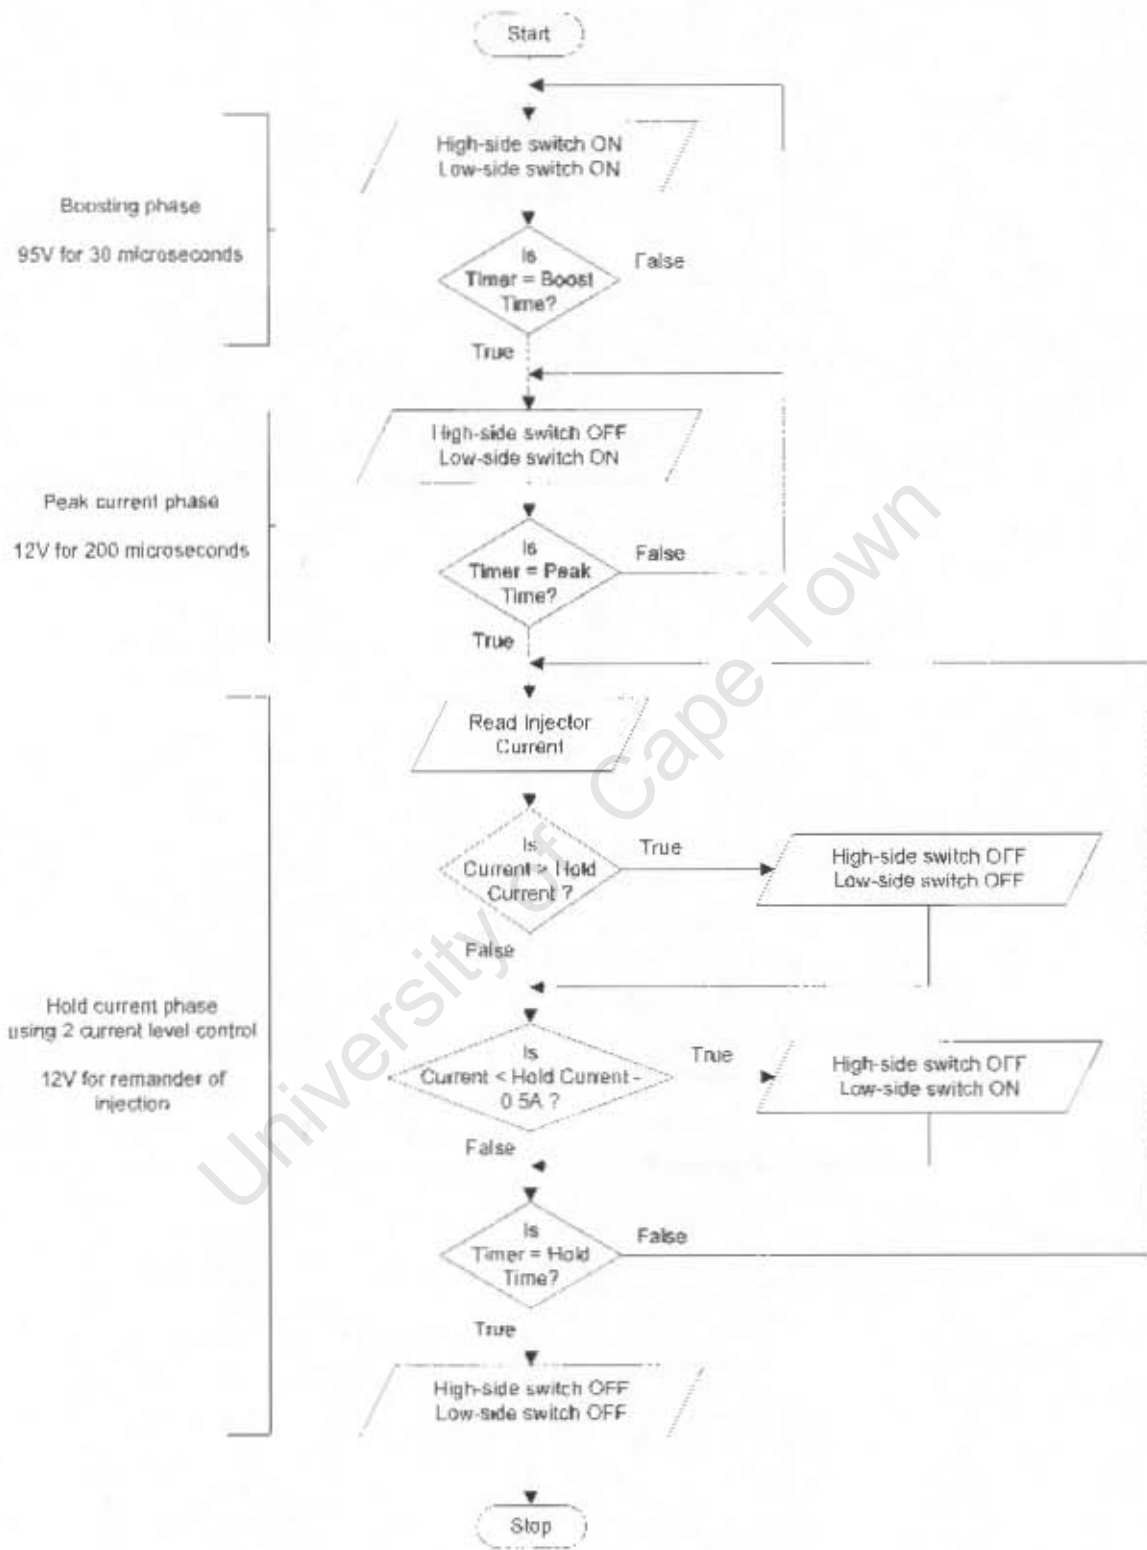 Start
High-side switch ON
Low-side switch ON
Boosting phase
95V for 30 microseconds
Is
Timer = Boost
Time?
False
True
High-side switch OFF
Low-side switch ON
Peak current phase
12V for 200 microseconds
Is
Timer = Peak
Time?
False
True
Read Injector
Current
Is
Current > Hold
Current ?
True
High-side switch OFF
Low-side switch OFF
False
Hold current phase
using 2 current level control
12V for remainder of
injection
Is
Current < Hold Current -
0.5A ?
True
High-side switch OFF
Low-side switch ON
False
Is
Timer = Hold
Time?
False
True
High-side switch OFF
Low-side switch OFF
Stop
University of Cape Town